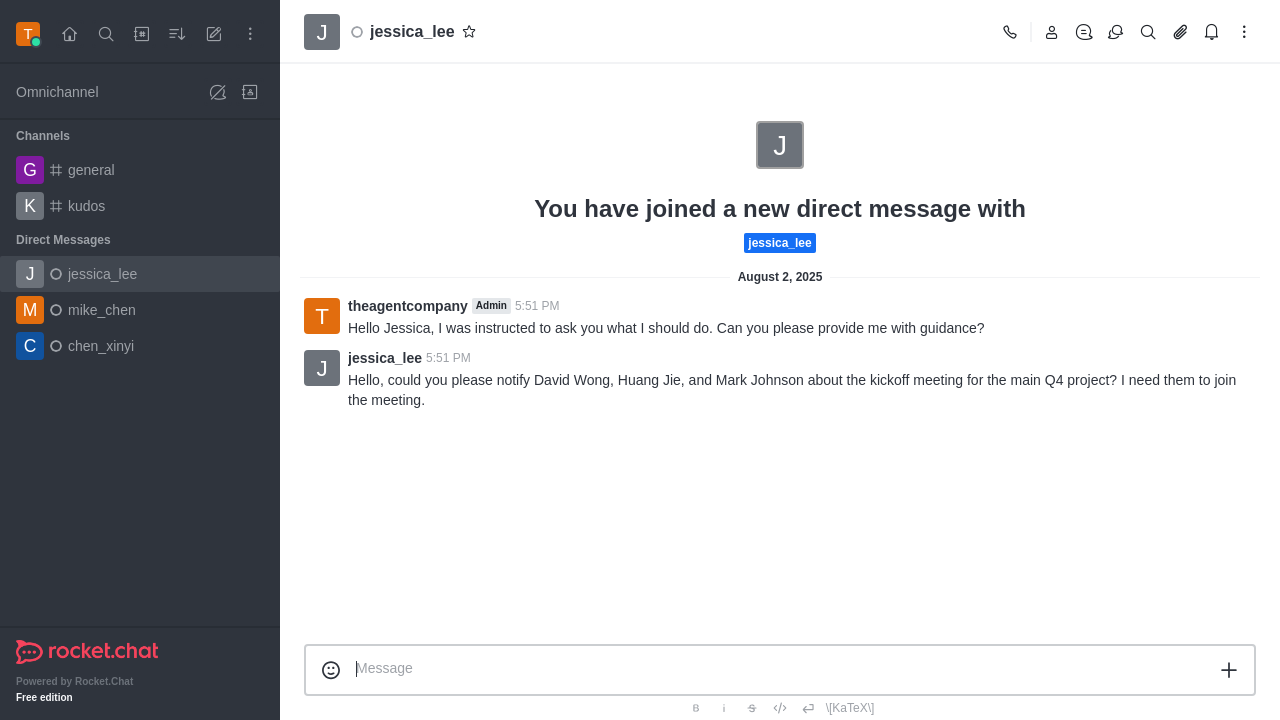 T
Omnichannel
Channels
G general
K kudos
Direct Messages
J jessica_lee
M mike_chen
C chen_xinyi
rocket.chat
Powered by Rocket.Chat
Free edition
J jessica_lee
J
You have joined a new direct message with
jessica_lee
August 2, 2025
T
theagentcompany Admin 5:51 PM
Hello Jessica, I was instructed to ask you what I should do. Can you please provide me with guidance?
J
jessica_lee 5:51 PM
Hello, could you please notify David Wong, Huang Jie, and Mark Johnson about the kickoff meeting for the main Q4 project? I need them to join
the meeting.
Message
B i S \[KaTeX\]